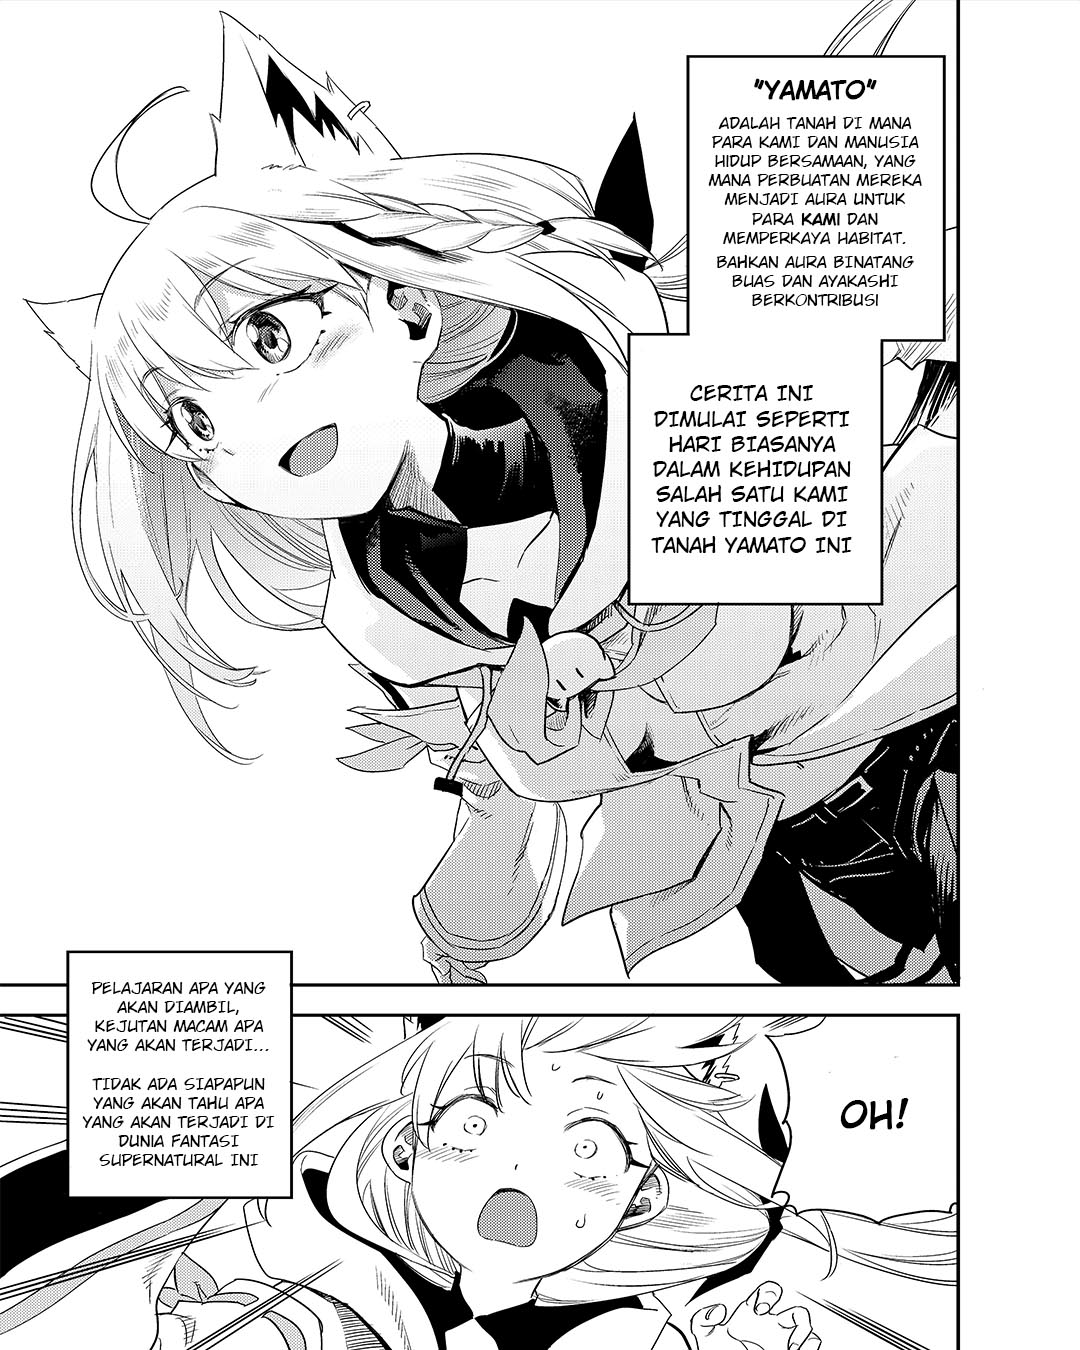 "YAMATO"
ADALAH TANAH DI MANA
PARA KAMI DAN MANUSIA
HIDUP BERSAMAAN, YANG
MANA PERBUATAN MEREKA
MENJADI AURA UNTUK
PARA KAMI DAN
MEMPERKAYA HABITAT.
BAHKAN AURA BINATANG
BUAS DAN AYAKASHI
BERKONTRIBUSI
CERITA INI
DIMULAI SEPERTI
HARI BIASANYA
DALAM KEHIDUPAN
SALAH SATU KAMI
YANG TINGGAL DI
TANAH YAMATO INI
PELAJARAN APA YANG
AKAN DIAMBIL,
KEJUTAN MACAM APA
YANG AKAN TERJADI...
TIDAK ADA SIAPAPUN
YANG AKAN TAHU APA
YANG AKAN TERJADI DI
DUNIA FANTASI
SUPERNATURAL INI
OH!